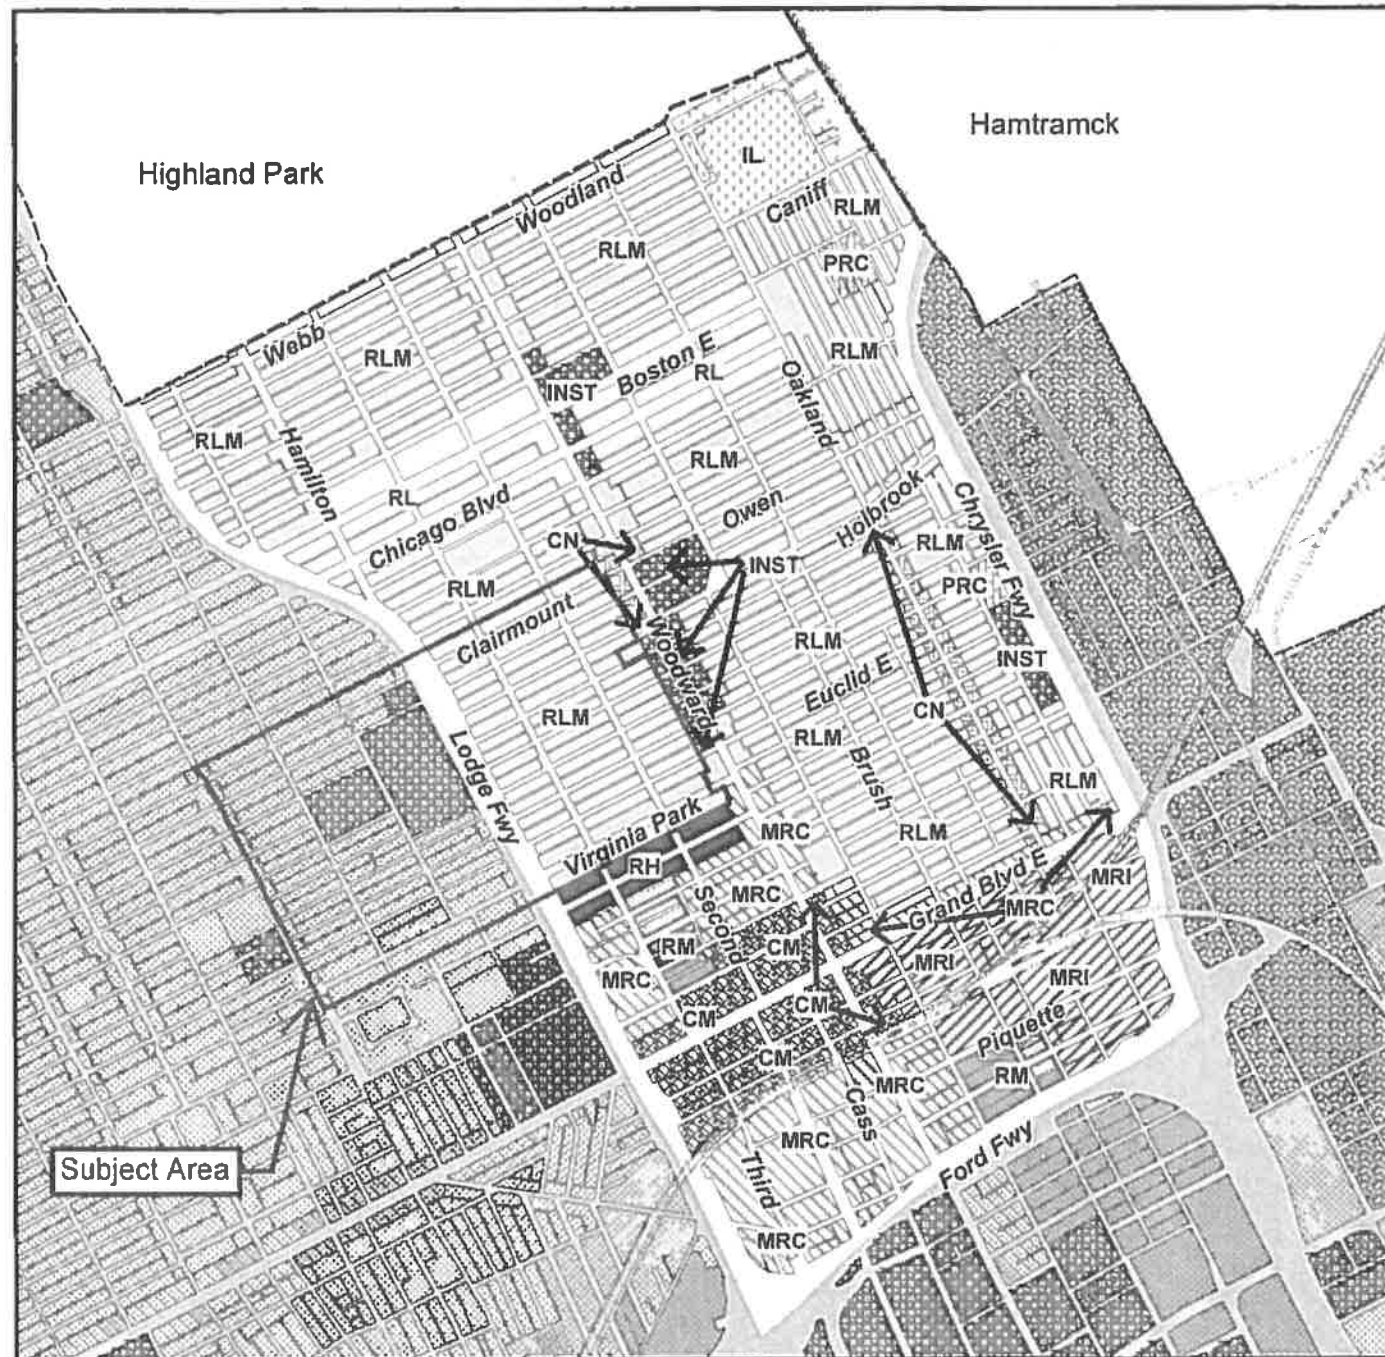 Hamtramck
Highland Park
IL
Woodland
Caniff
RLM
RLM
PRC
Webb
RLM
RLM
Boston E
RL
INST
Oakland
RLM
Hamilton
RLM
RL
Chicago Blvd
Owen
Holbrook
Chrysler Fwy
CN
RLM
INST
PRC
RLM
Clairmount
Woodward
RLM
INST
Euclid E
RLM
CN
RLM
Brush
Lodge Fwy
RLM
Virginia Park
MRC
RLM
RH
MRI
Second
MRC
Grand Blvd E
MRC
RM
CM
MRI
MRC
MRI
CM
CM
Piquette
CM
RM
MRC
Cass
MRC
Ford Fwy
Subject Area
Third
MRC